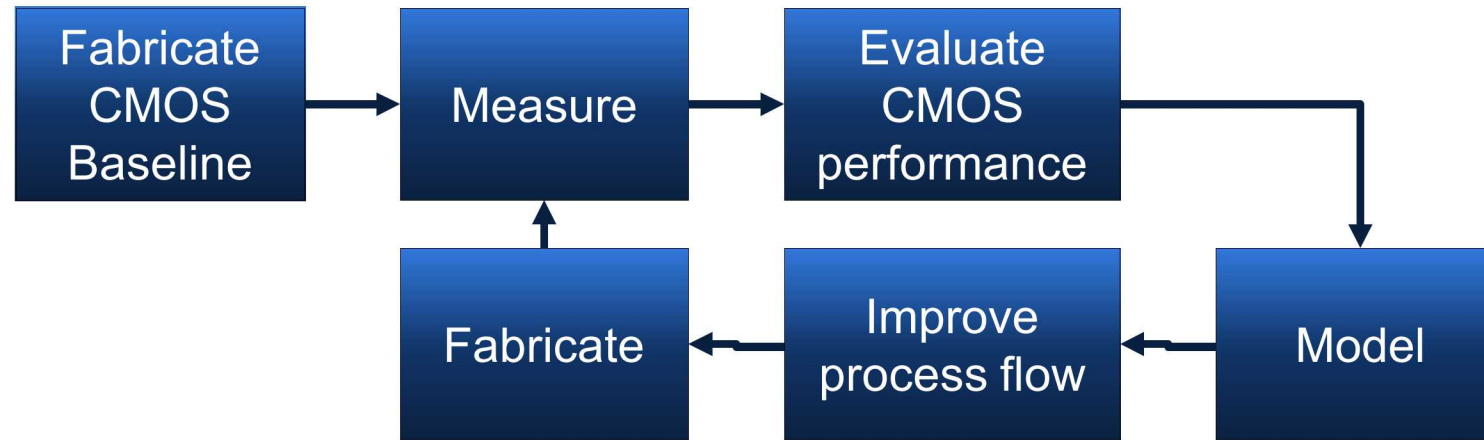 Fabricate
CMOS
Baseline
Measure
Evaluate
CMOS
performance
Fabricate
Improve
process flow
Model